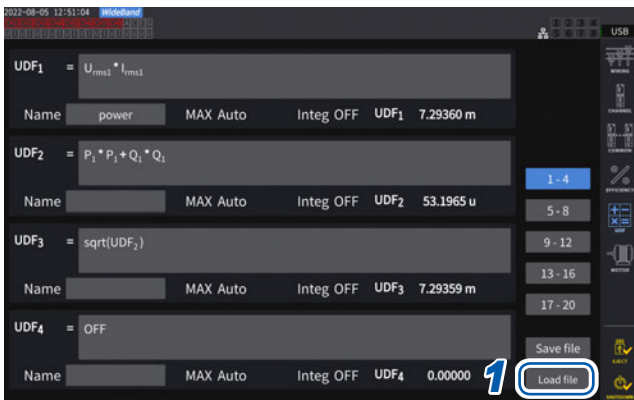 2022-08-05 12:51:04 WideBand
USB
UDF1 = Urms1 * Irms1
Name power MAX Auto Integ OFF UDF1 7.29360 m
UDF2 = P1 * P1 + Q1 * Q1
Name MAX Auto Integ OFF UDF2 53.1965 u
UDF3 = sqrt(UDF2)
Name MAX Auto Integ OFF UDF3 7.29359 m
UDF4 = OFF
Name MAX Auto Integ OFF UDF4 0.00000
1 - 4
5 - 8
9 - 12
13 - 16
17 - 20
Save file
1 Load file
WIRING
CHANNEL
COMMON
EFFICIENCY
UDF
MOTOR
EJECT
SHUTDOWN